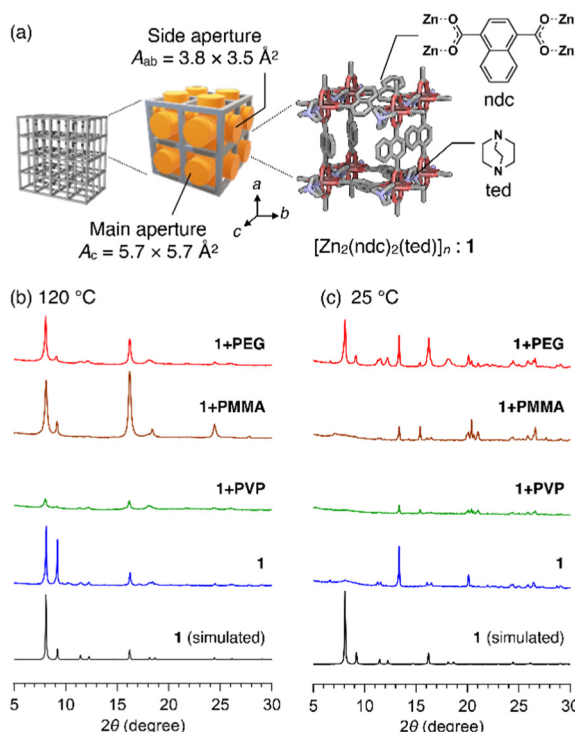 (a)
Side aperture
A_ab = 3.8 × 3.5 Å²
Main aperture
A_c = 5.7 × 5.7 Å²
a
b
c
Zn··O
O··Zn
Zn··O
O··Zn
ndc
N
N
ted
[Zn₂(ndc)₂(ted)]ₙ : 1
(b) 120 °C
1+PEG
1+PMMA
1+PVP
1
1 (simulated)
5 10 15 20 25 30
2θ (degree)
(c) 25 °C
1+PEG
1+PMMA
1+PVP
1
1 (simulated)
5 10 15 20 25 30
2θ (degree)